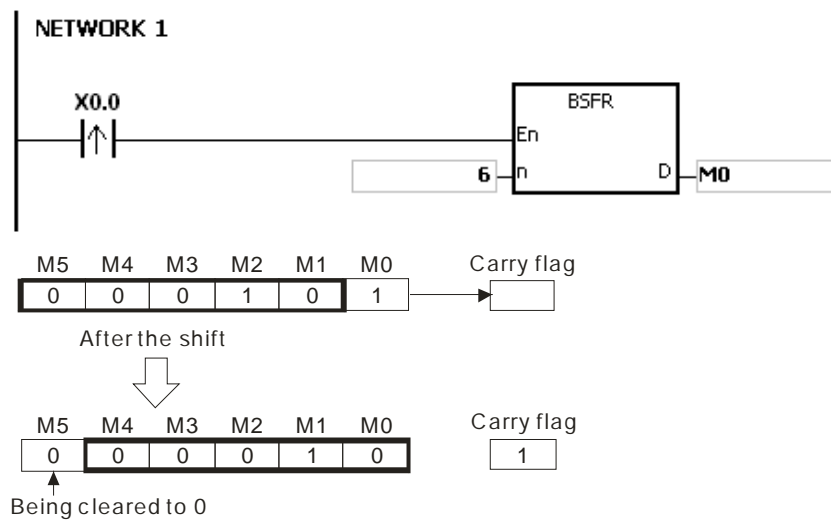 NETWORK 1
X0.0
BSFR
En
6 n D M0
M5 M4 M3 M2 M1 M0 Carry flag
0 0 0 1 0 1
After the shift
M5 M4 M3 M2 M1 M0 Carry flag
0 0 0 0 1 0 1
Being cleared to 0